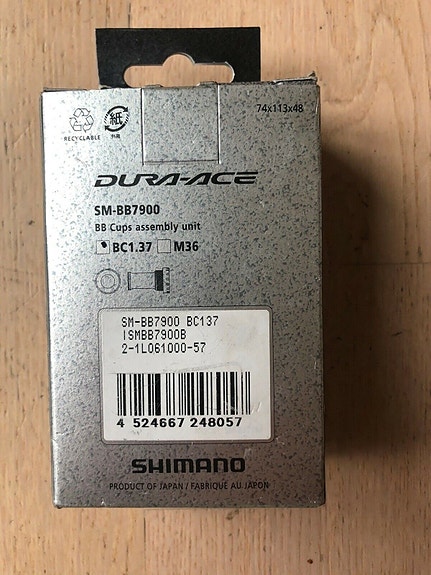 74x113x48
紙
RECYCLABLE
DURA-ACE
SM-BB7900
BB Cups assembly unit
BC1.37 M36
SM-BB7900 BC137
ISMBB7900B
2-1L061000-57
4 524667 248057
SHIMANO
PRODUCT OF JAPAN / FABRIQUÉ AU JAPON